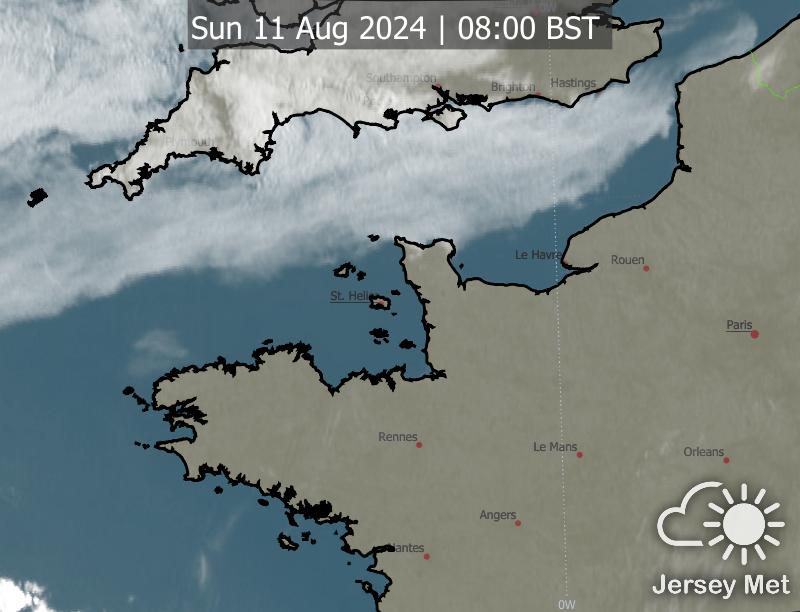 Sun 11 Aug 2024 | 08:00 BST
Southampton
Brighton
Hastings
Le Havre
Rouen
St. Helier
Paris
Rennes
Le Mans
Orleans
Angers
Nantes
Jersey Met
0W